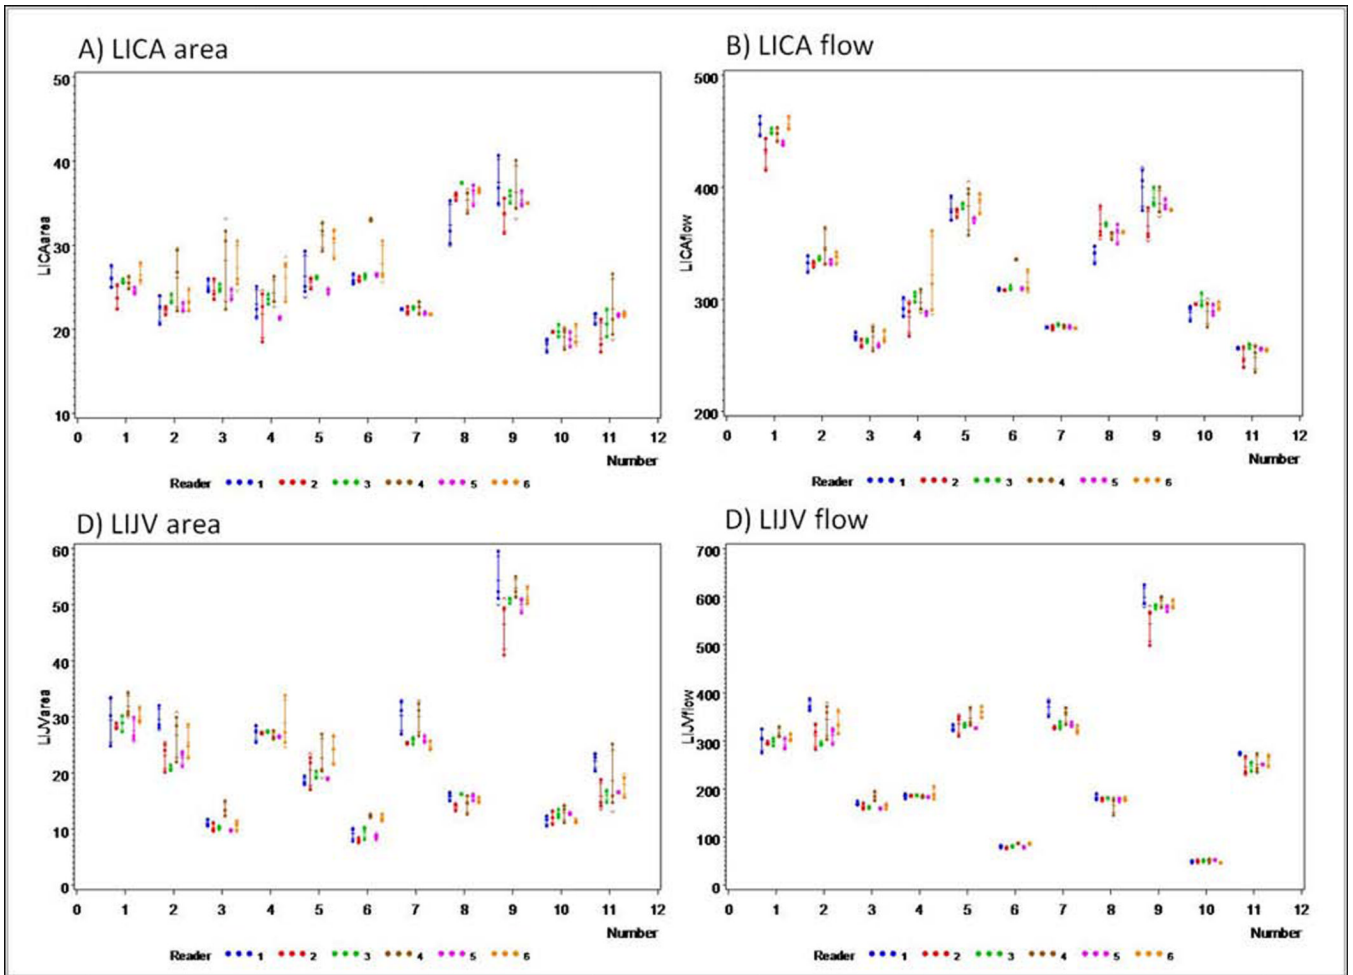 A) LICA area
50
40
30
20
10
LICAarea
0 1 2 3 4 5 6 7 8 9 10 11 12
Number
Reader 1 2 3 4 5 6
B) LICA flow
500
400
300
200
LICAflow
0 1 2 3 4 5 6 7 8 9 10 11 12
Number
Reader 1 2 3 4 5 6
D) LIJV area
60
50
40
30
20
10
0
LIJVarea
0 1 2 3 4 5 6 7 8 9 10 11 12
Number
Reader 1 2 3 4 5 6
D) LIJV flow
700
600
500
400
300
200
100
0
LIJVflow
0 1 2 3 4 5 6 7 8 9 10 11 12
Number
Reader 1 2 3 4 5 6